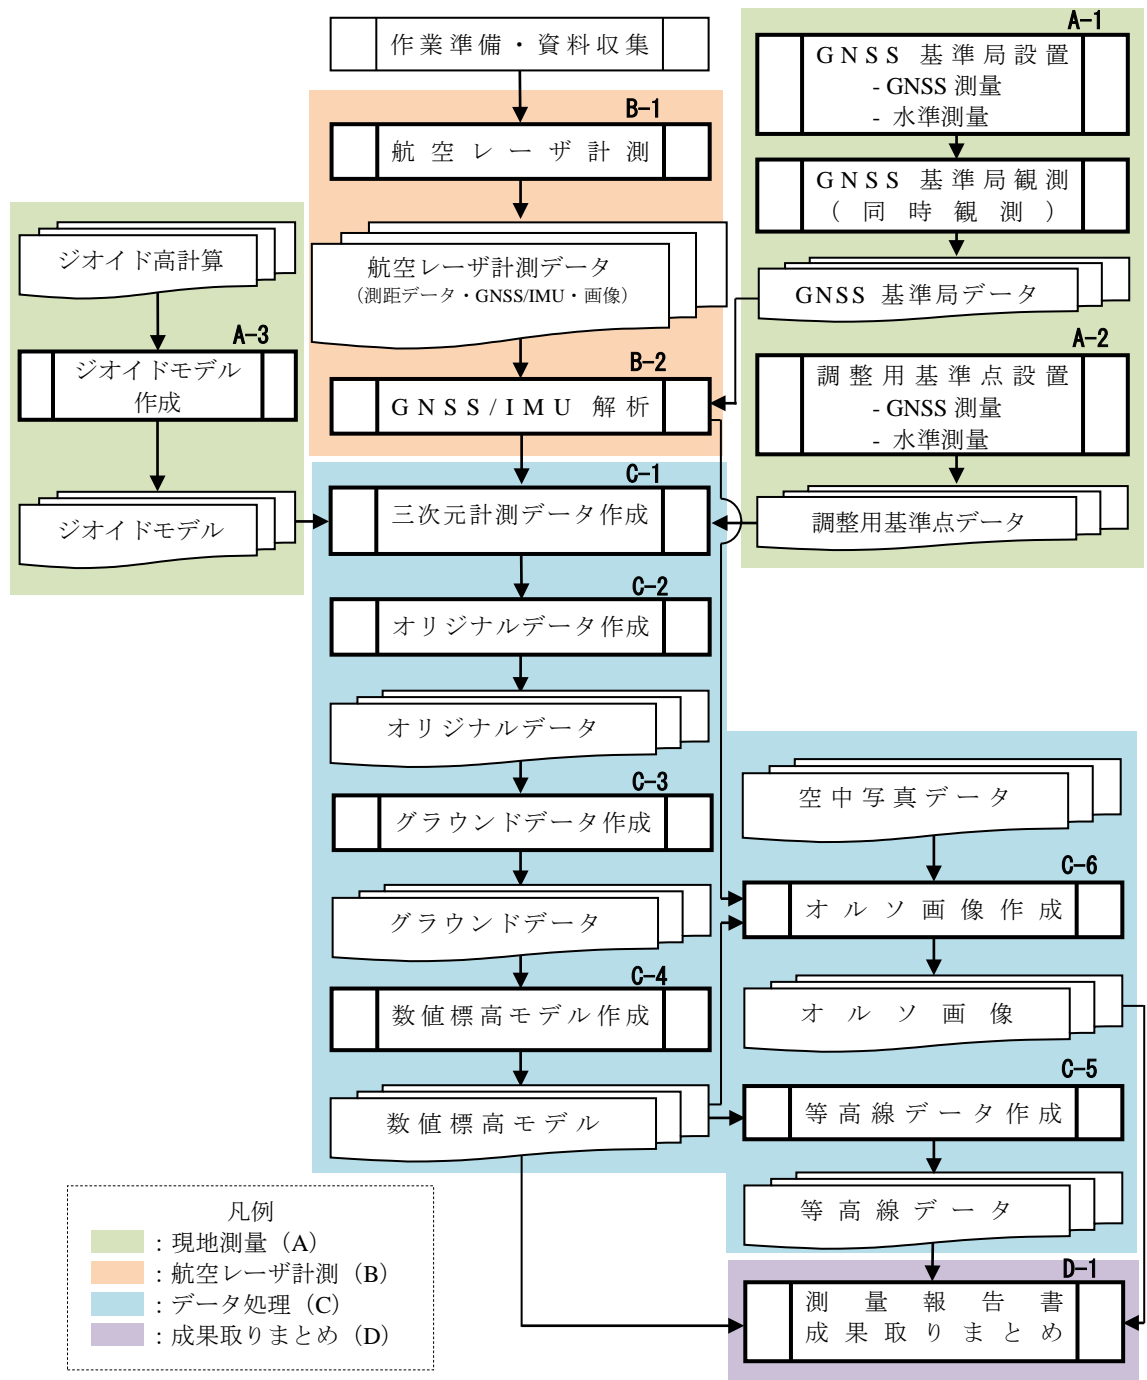 作業準備・資料収集
A-1
GNSS 基準局設置
- GNSS 測量
- 水準測量
B-1
航空レーザ計測
GNSS 基準局観測
(同時観測)
ジオイド高計算
航空レーザ計測データ
(測距データ・GNSS/IMU・画像)
GNSS 基準局データ
A-3
ジオイドモデル
作成
B-2
GNSS/IMU 解析
A-2
調整用基準点設置
- GNSS 測量
- 水準測量
C-1
三次元計測データ作成
ジオイドモデル
調整用基準点データ
C-2
オリジナルデータ作成
オリジナルデータ
C-3
グラウンドデータ作成
空中写真データ
C-6
オルソ画像作成
グラウンドデータ
C-4
数値標高モデル作成
オルソ画像
C-5
等高線データ作成
数値標高モデル
等高線データ
凡例
:現地測量(A)
:航空レーザ計測(B)
:データ処理(C)
:成果取りまとめ(D)
D-1
測量報告書
成果取りまとめ